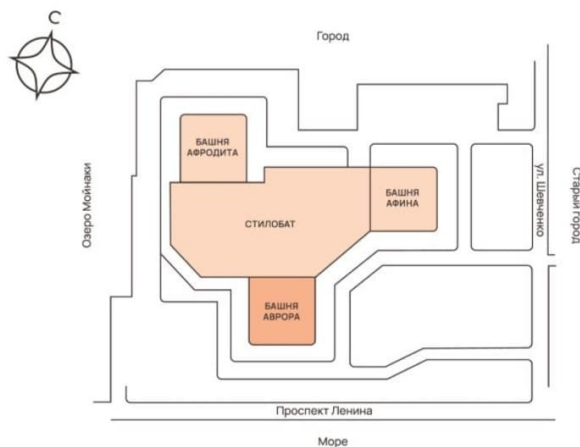 С
Город
БАШНЯ
АФРОДИТА
БАШНЯ
АФИНА
СТИЛОБАТ
БАШНЯ
АВРОРА
Озеро Мойнаки
ул. Шевченко
Старый город
Проспект Ленина
Море